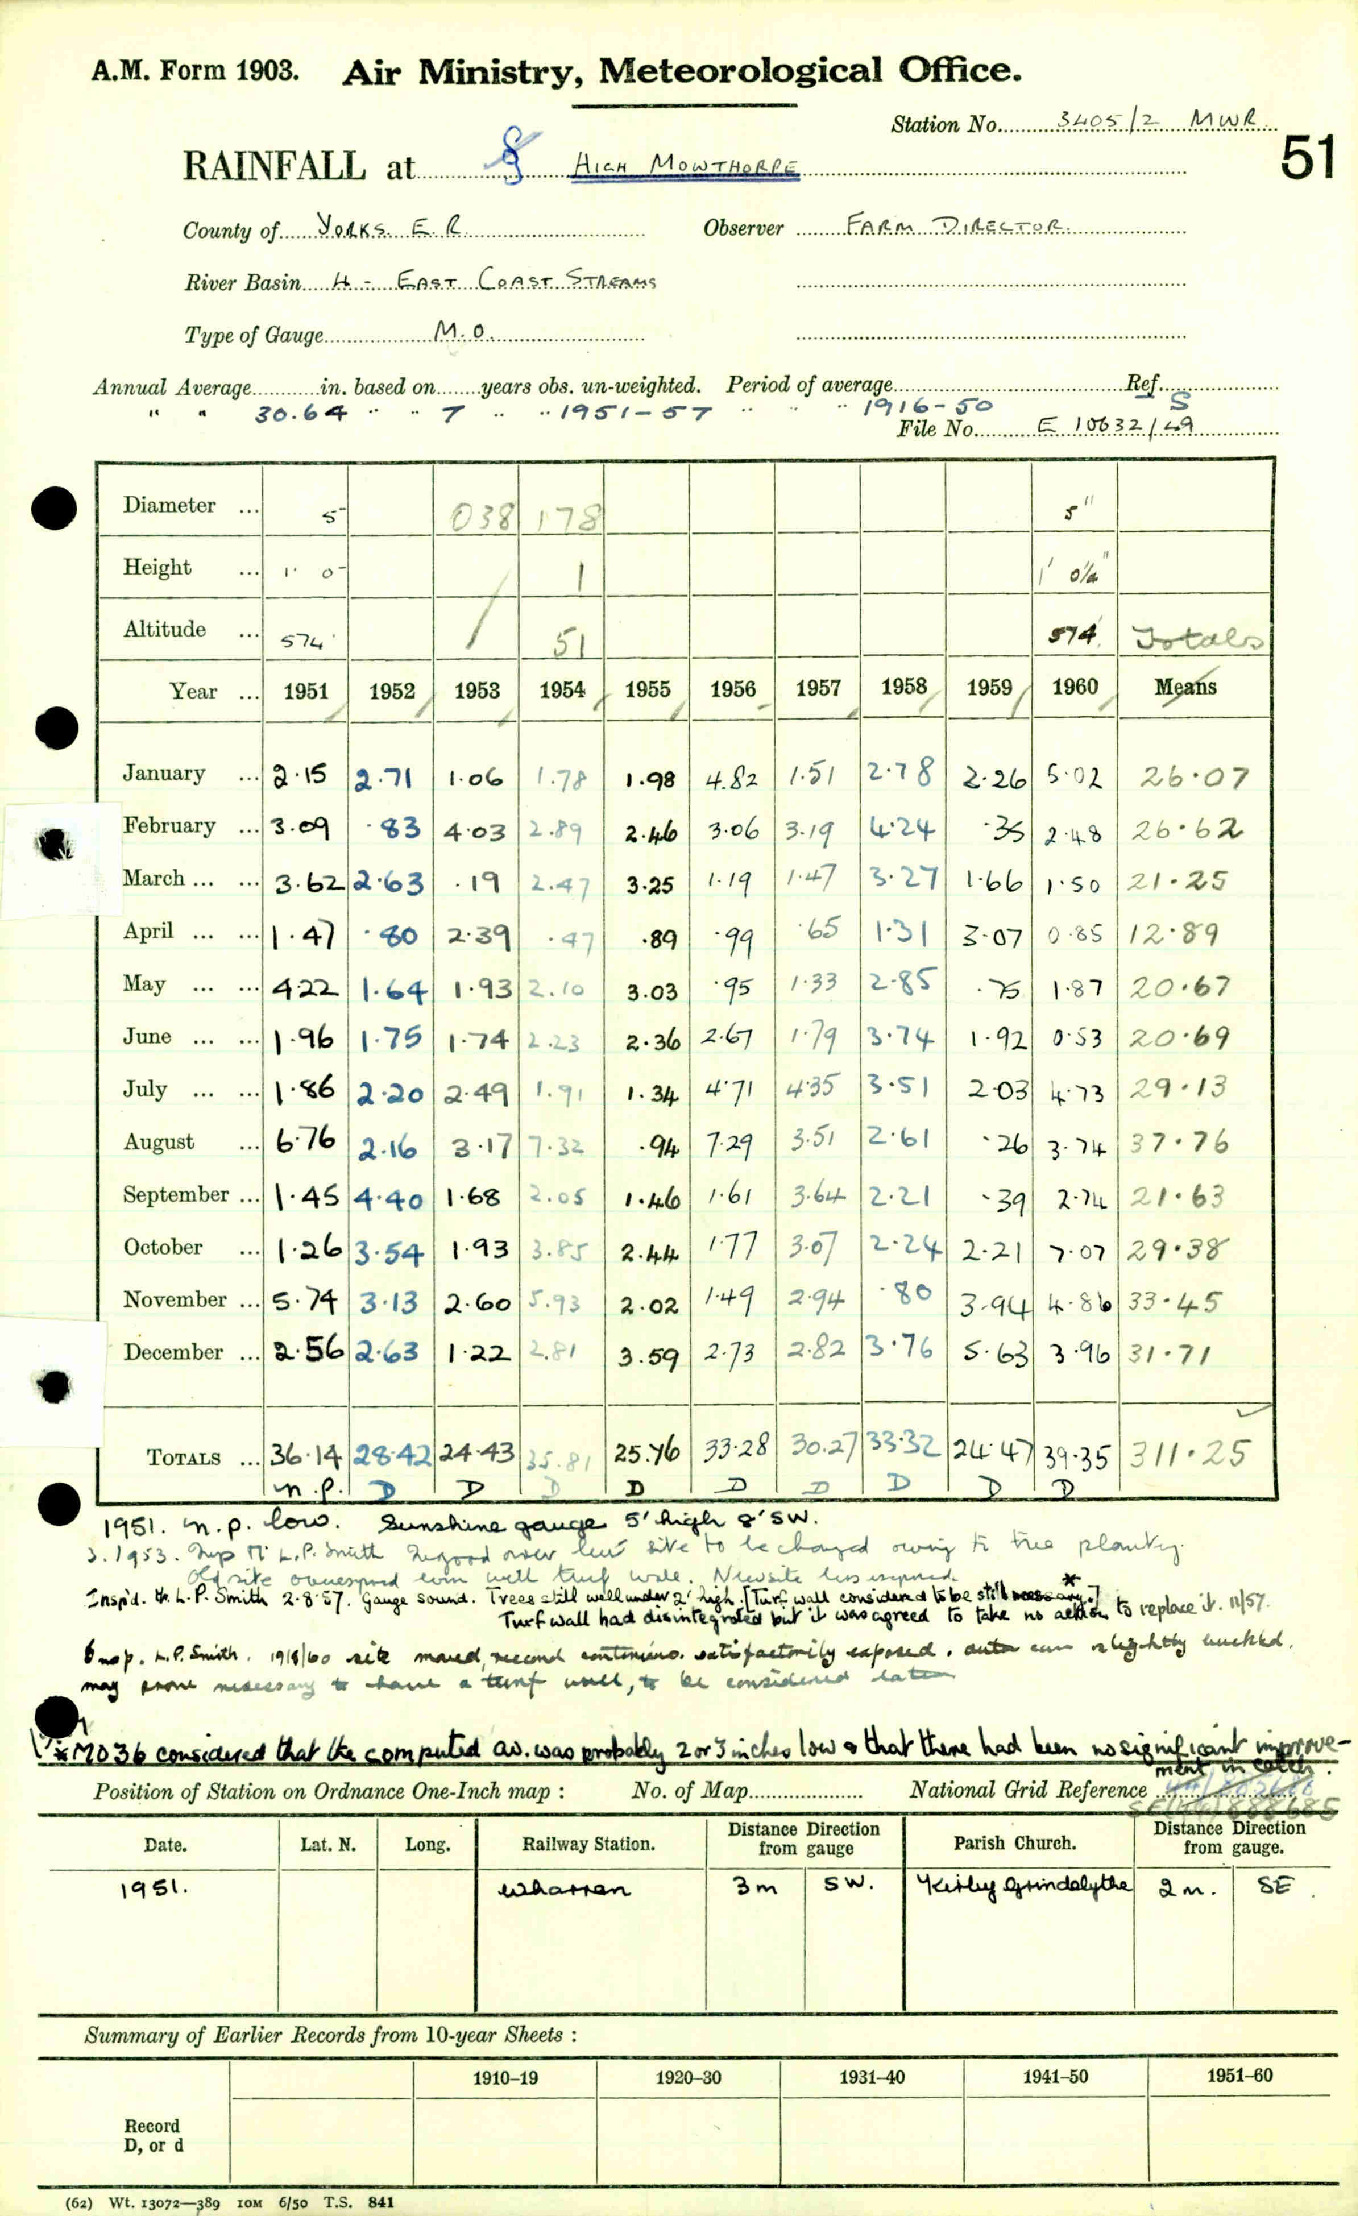 A.M. Form 1903. Air Ministry, Meteorological Office.
Station No. 3405/2 MWR
51
RAINFALL at HIGH MOWTHORPE
County of YORKS. E.R. Observer FARM DIRECTOR.
River Basin 4 - EAST COAST STREAMS
Type of Gauge M.O.
Annual Average in. based on years obs. un-weighted. Period of average Ref.
" " 30.64 " " 7 " " 1951-57 " " " 1916-50 S
File No. E 10632/49
Diameter ... 5 038 178 5"
Height ... 1' 0" / 1 1' 0¼"
Altitude ... 574' 51 574' Totals
Year ... 1951 1952 1953 1954 1955 1956 1957 1958 1959 1960 Means
January ... 2.15 2.71 1.06 1.78 1.98 4.82 1.51 2.78 2.26 5.02 26.07
February ... 3.09 .83 4.03 2.89 2.46 3.06 3.19 4.24 .35 2.48 26.62
March ... ... 3.62 2.63 .19 2.47 3.25 1.19 1.47 3.27 1.66 1.50 21.25
April ... ... 1.47 .80 2.39 .47 .89 .99 .65 1.31 3.07 0.85 12.89
May ... ... 4.22 1.64 1.93 2.10 3.03 .95 1.33 2.85 .75 1.87 20.67
June ... ... 1.96 1.75 1.74 2.23 2.36 2.67 1.79 3.74 1.92 0.53 20.69
July ... ... 1.86 2.20 2.49 1.91 1.34 4.71 4.35 3.51 2.03 4.73 29.13
August ... 6.76 2.16 3.17 7.32 .94 7.29 3.51 2.61 .26 3.74 37.76
September ... 1.45 4.40 1.68 2.05 1.46 1.61 3.64 2.21 .39 2.74 21.63
October ... 1.26 3.54 1.93 3.85 2.44 1.77 3.07 2.24 2.21 7.07 29.38
November ... 5.74 3.13 2.60 5.93 2.02 1.49 2.94 .80 3.94 4.86 33.45
December ... 2.56 2.63 1.22 2.81 3.59 2.73 2.82 3.76 5.63 3.96 31.71
TOTALS ... 36.14 28.42 24.43 35.81 25.76 33.28 30.27 33.32 24.47 39.35 311.25
n.p. D D D D D D D D D
1951. n.p. low. Sunshine gauge 5' high 8' SW.
3.1953. Insp Mr L.P. Smith good over site to be changed owing to tree planting.
Old site overexposed even with turf wall. New site less exposed.
Inspd. Mr. L.P. Smith 2.8.57. Gauge sound. Trees still well under 2' high. [Turf wall considered to be still necessary.]*
Turf wall had disintegrated but it was agreed to take no action to replace it. 11/57.
Insp. L.P. Smith. 19/8/60 site moved, record continuous. satisfactorily exposed. outer can slightly buckled.
may prove necessary to have a turf wall, to be considered later
* MO36 considered that the computed av. was probably 2 or 3 inches low & that there had been no significant improve-
ment in catch.
Position of Station on Ordnance One-Inch map : No. of Map National Grid Reference
SE(44) 888685
Date. Lat. N. Long. Railway Station. Distance from gauge Direction Parish Church. Distance Direction from gauge.
1951. Wharram 3m SW. Kirby Grindalythe 2m. SE.
Summary of Earlier Records from 10-year Sheets :
1910–19 1920–30 1931–40 1941–50 1951–60
Record
D, or d
(62) Wt. 13072—389 10M 6/50 T.S. 841